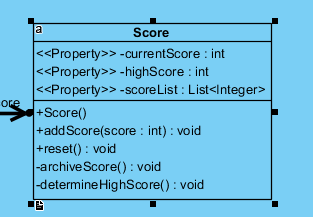 a
Score
<<Property>> -currentScore : int
<<Property>> -highScore : int
<<Property>> -scoreList : List<Integer>
ore
+Score()
+addScore(score : int) : void
+reset() : void
-archiveScore() : void
-determineHighScore() : void